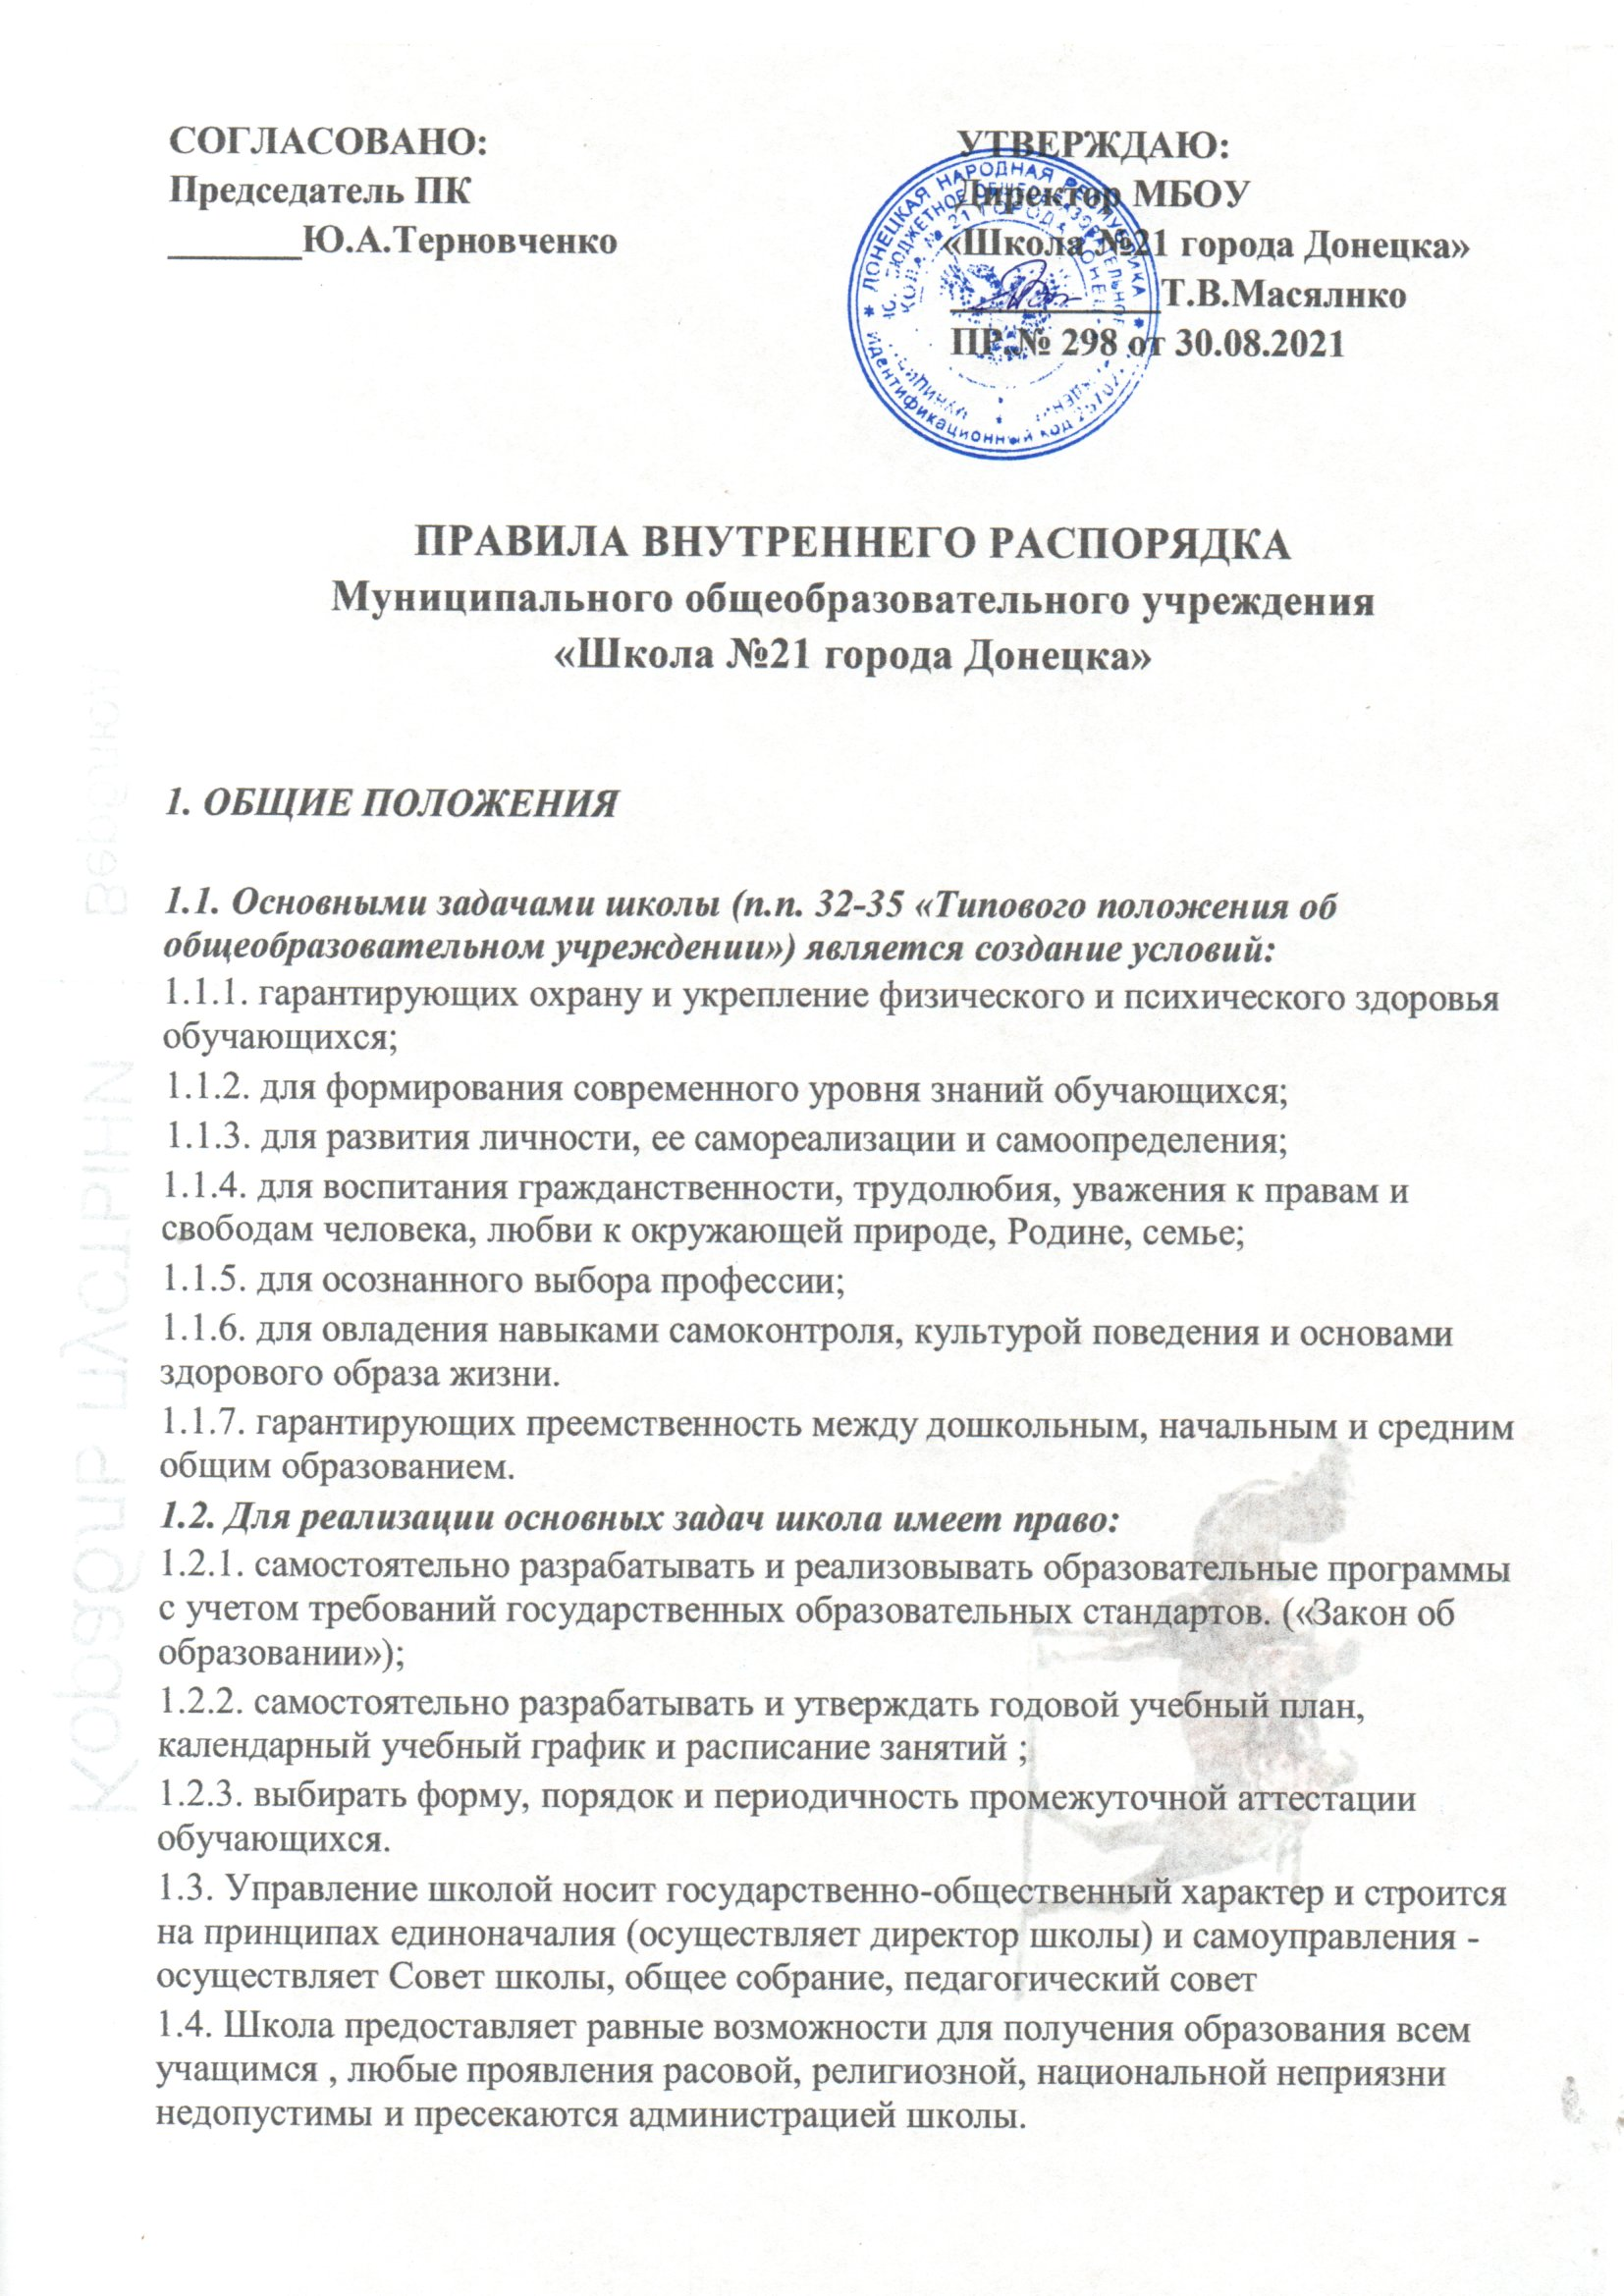 СОГЛАСОВАНО:
Председатель ПК
_______Ю.А.Терновченко
УТВЕРЖДАЮ:
Директор МБОУ
«Школа №21 города Донецка»
___________Т.В.Масялнко
ПР.№ 298 от 30.08.2021
ДОНЕЦКАЯ НАРОДНАЯ РЕСПУБЛИКА
идентификационный код
ПРАВИЛА ВНУТРЕННЕГО РАСПОРЯДКА
Муниципального общеобразовательного учреждения
«Школа №21 города Донецка»
1. ОБЩИЕ ПОЛОЖЕНИЯ
1.1. Основными задачами школы (п.п. 32-35 «Типового положения об
общеобразовательном учреждении») является создание условий:
1.1.1. гарантирующих охрану и укрепление физического и психического здоровья
обучающихся;
1.1.2. для формирования современного уровня знаний обучающихся;
1.1.3. для развития личности, ее самореализации и самоопределения;
1.1.4. для воспитания гражданственности, трудолюбия, уважения к правам и
свободам человека, любви к окружающей природе, Родине, семье;
1.1.5. для осознанного выбора профессии;
1.1.6. для овладения навыками самоконтроля, культурой поведения и основами
здорового образа жизни.
1.1.7. гарантирующих преемственность между дошкольным, начальным и средним
общим образованием.
1.2. Для реализации основных задач школа имеет право:
1.2.1. самостоятельно разрабатывать и реализовывать образовательные программы
с учетом требований государственных образовательных стандартов. («Закон об
образовании»);
1.2.2. самостоятельно разрабатывать и утверждать годовой учебный план,
календарный учебный график и расписание занятий ;
1.2.3. выбирать форму, порядок и периодичность промежуточной аттестации
обучающихся.
1.3. Управление школой носит государственно-общественный характер и строится
на принципах единоначалия (осуществляет директор школы) и самоуправления -
осуществляет Совет школы, общее собрание, педагогический совет
1.4. Школа предоставляет равные возможности для получения образования всем
учащимся , любые проявления расовой, религиозной, национальной неприязни
недопустимы и пресекаются администрацией школы.